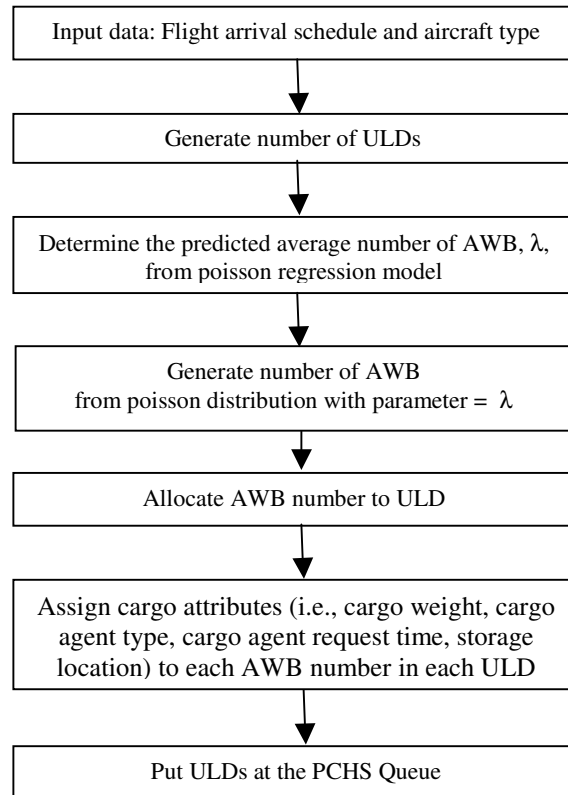 Input data: Flight arrival schedule and aircraft type
Generate number of ULDs
Determine the predicted average number of AWB, λ,
from poisson regression model
Generate number of AWB
from poisson distribution with parameter = λ
Allocate AWB number to ULD
Assign cargo attributes (i.e., cargo weight, cargo
agent type, cargo agent request time, storage
location) to each AWB number in each ULD
Put ULDs at the PCHS Queue